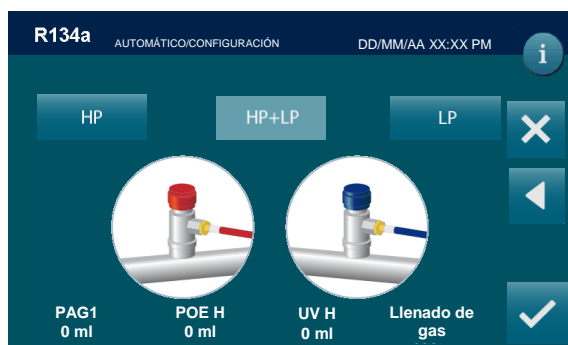 R134a
AUTOMÁTICO/CONFIGURACIÓN
DD/MM/AA XX:XX PM
i
HP
HP+LP
LP
PAG1
0 ml
POE H
0 ml
UV H
0 ml
Llenado de
gas